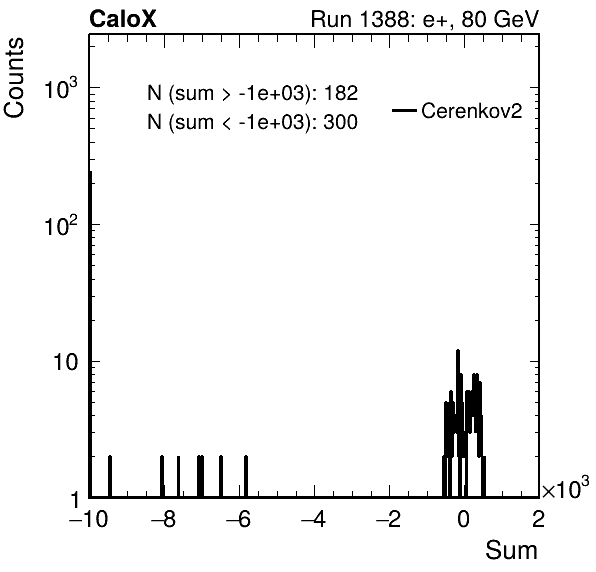 CaloX Run 1388: e+, 80 GeV
Counts
N (sum > -1e+03): 182
N (sum < -1e+03): 300
Cerenkov2
10³
10²
10
1
−10 −8 −6 −4 −2 0 2
×10³
Sum